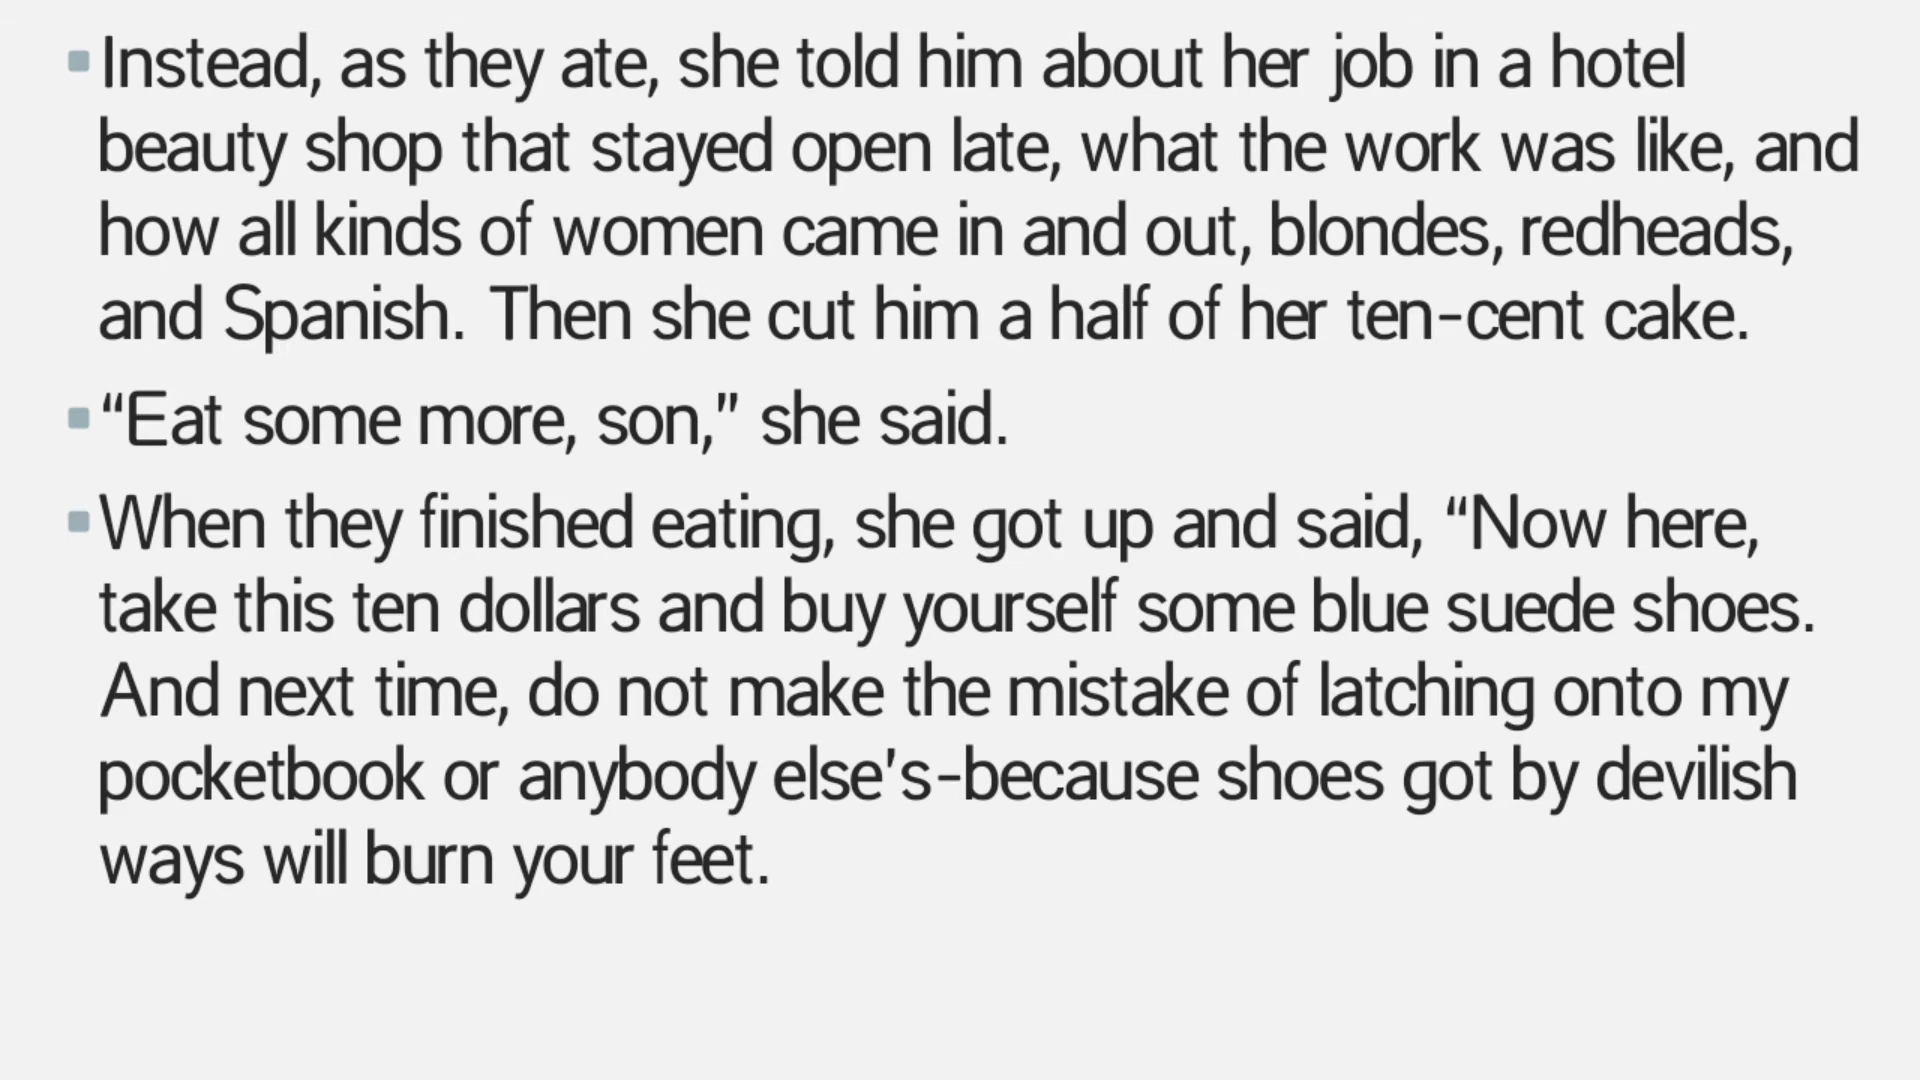 Instead, as they ate, she told him about her job in a hotel
beauty shop that stayed open late, what the work was like, and
how all kinds of women came in and out, blondes, redheads,
and Spanish. Then she cut him a half of her ten-cent cake.
“Eat some more, son,” she said.
When they finished eating, she got up and said, “Now here,
take this ten dollars and buy yourself some blue suede shoes.
And next time, do not make the mistake of latching onto my
pocketbook or anybody else's-because shoes got by devilish
ways will burn your feet.